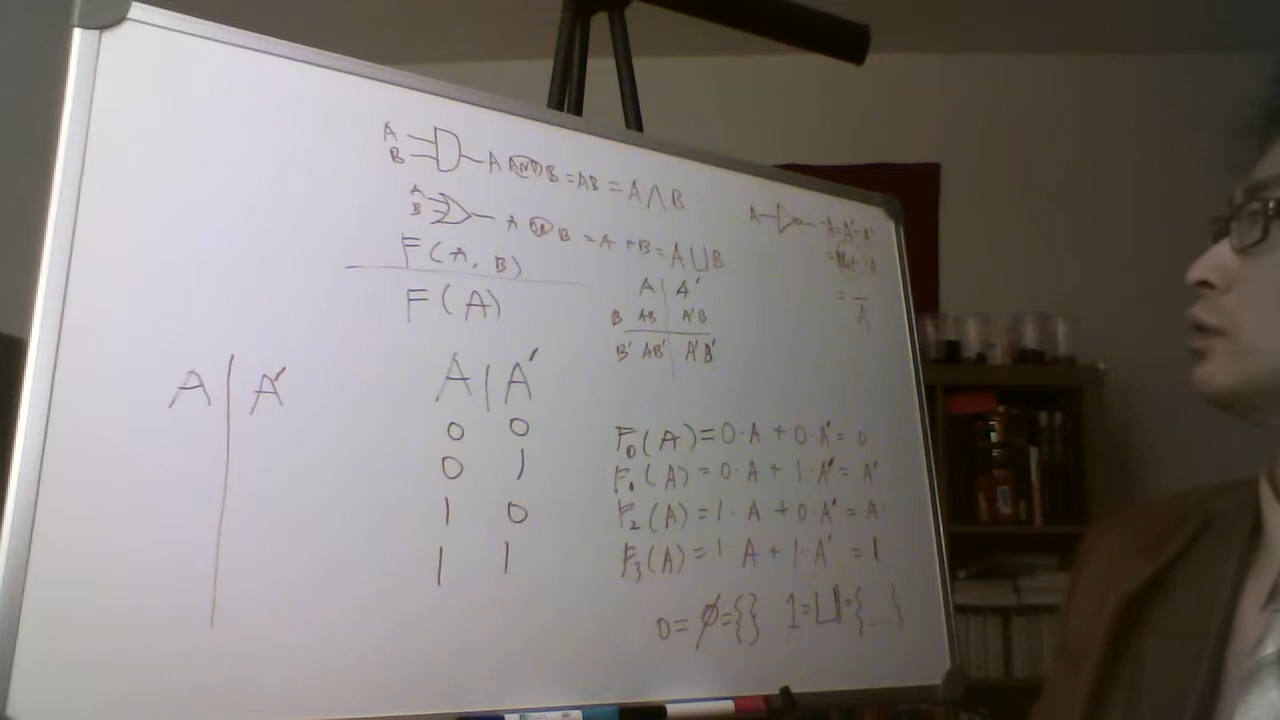 A
B
A AND B = AB = A ∧ B
A
B
A OR B = A + B = A ∪ B
F(A, B)
F(A)
A
= A
= A̅
A | A'
B AB | A'B
B' AB' | A'B'
A | A'
A | A'
0 0
0 1
1 0
1 1
F₀(A) = 0·A + 0·A' = 0
F₁(A) = 0·A + 1·A' = A'
F₂(A) = 1·A + 0·A' = A
F₃(A) = 1·A + 1·A' = 1
0 = ∅ = {} 1 = U = {...}